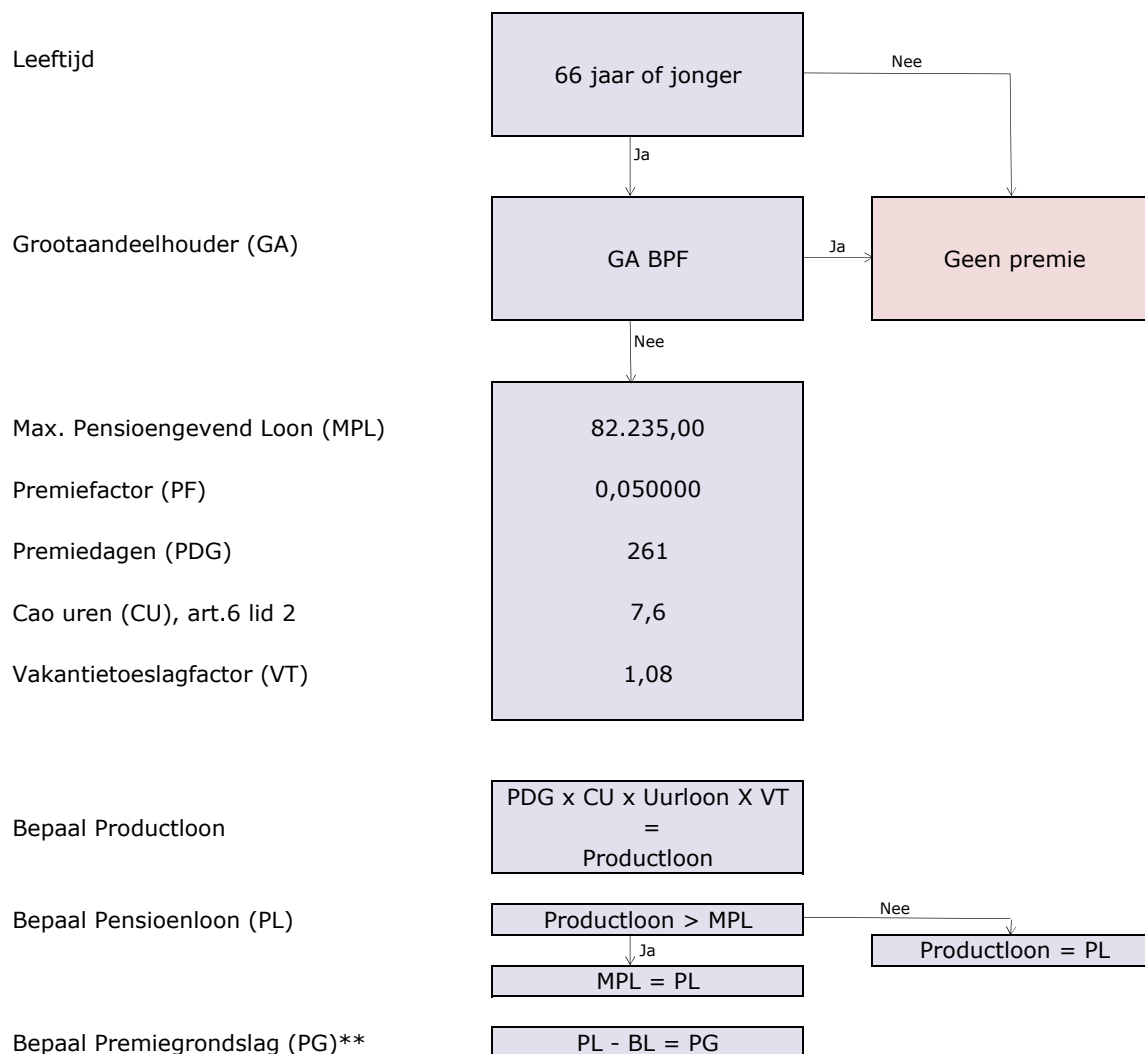 Leeftijd
66 jaar of jonger
Nee
Ja
Grootaandeelhouder (GA)
GA BPF
Ja
Geen premie
Nee
Max. Pensioengevend Loon (MPL)
82.235,00
Premiefactor (PF)
0,050000
Premiedagen (PDG)
261
Cao uren (CU), art.6 lid 2
7,6
Vakantietoeslagfactor (VT)
1,08
Bepaal Productloon
PDG x CU x Uurloon X VT
=
Productloon
Bepaal Pensioenloon (PL)
Productloon > MPL
Nee
Ja
Productloon = PL
MPL = PL
Bepaal Premiegrondslag (PG)**
PL - BL = PG